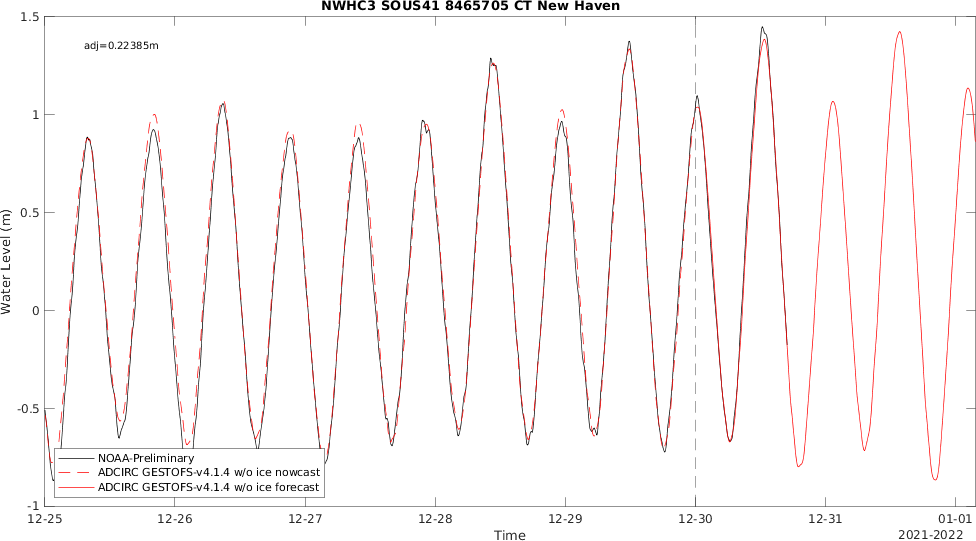 NWHC3 SOUS41 8465705 CT New Haven
1.5
adj=0.22385m
1
0.5
Water Level (m)
0
-0.5
NOAA-Preliminary
ADCIRC GESTOFS-v4.1.4 w/o ice nowcast
ADCIRC GESTOFS-v4.1.4 w/o ice forecast
-1
12-25 12-26 12-27 12-28 12-29 12-30 12-31 01-01
Time
2021-2022